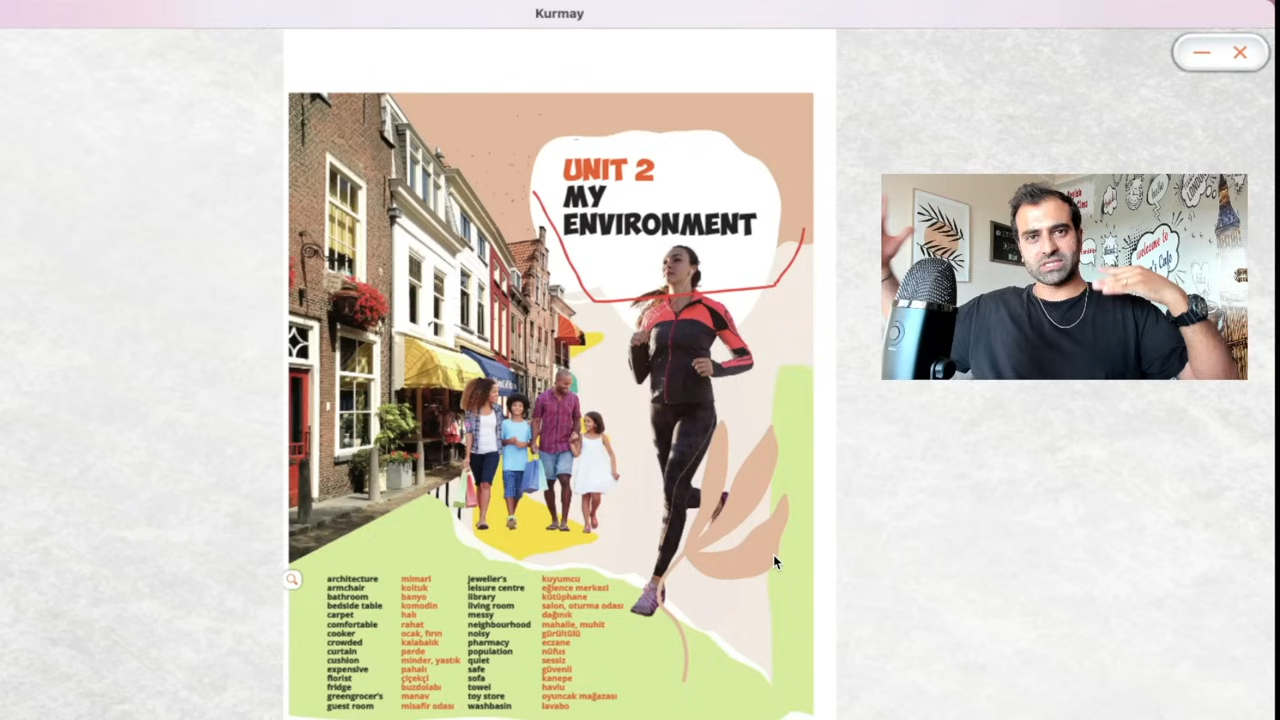 Kurmay
UNIT 2
MY
ENVIRONMENT
welcome to
architecture mimari jeweller's kuyumcu
armchair koltuk leisure centre eğlence merkezi
bathroom banyo library kütüphane
bedside table komodin living room salon, oturma odası
carpet halı messy dağınık
comfortable rahat neighbourhood mahalle, muhit
cooker ocak, fırın noisy gürültülü
crowded kalabalık pharmacy eczane
curtain perde population nüfus
cushion minder, yastık quiet sessiz
expensive pahalı safe güvenli
florist çiçekçi sofa kanepe
fridge buzdolabı towel havlu
greengrocer's manav toy store oyuncak mağazası
guest room misafir odası washbasin lavabo